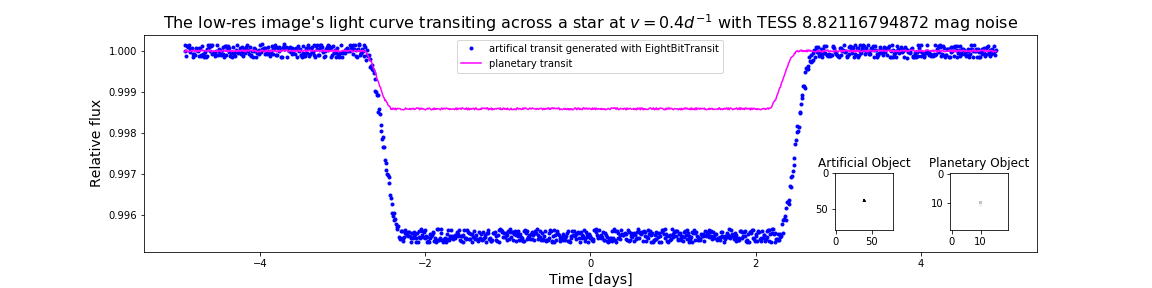 The low-res image's light curve transiting across a star at v = 0.4d⁻¹ with TESS 8.82116794872 mag noise
artifical transit generated with EightBitTransit
planetary transit
Relative flux
1.000
0.999
0.998
0.997
0.996
Artificial Object
0
50
0 50
Planetary Object
0
10
0 10
−4 −2 0 2 4
Time [days]